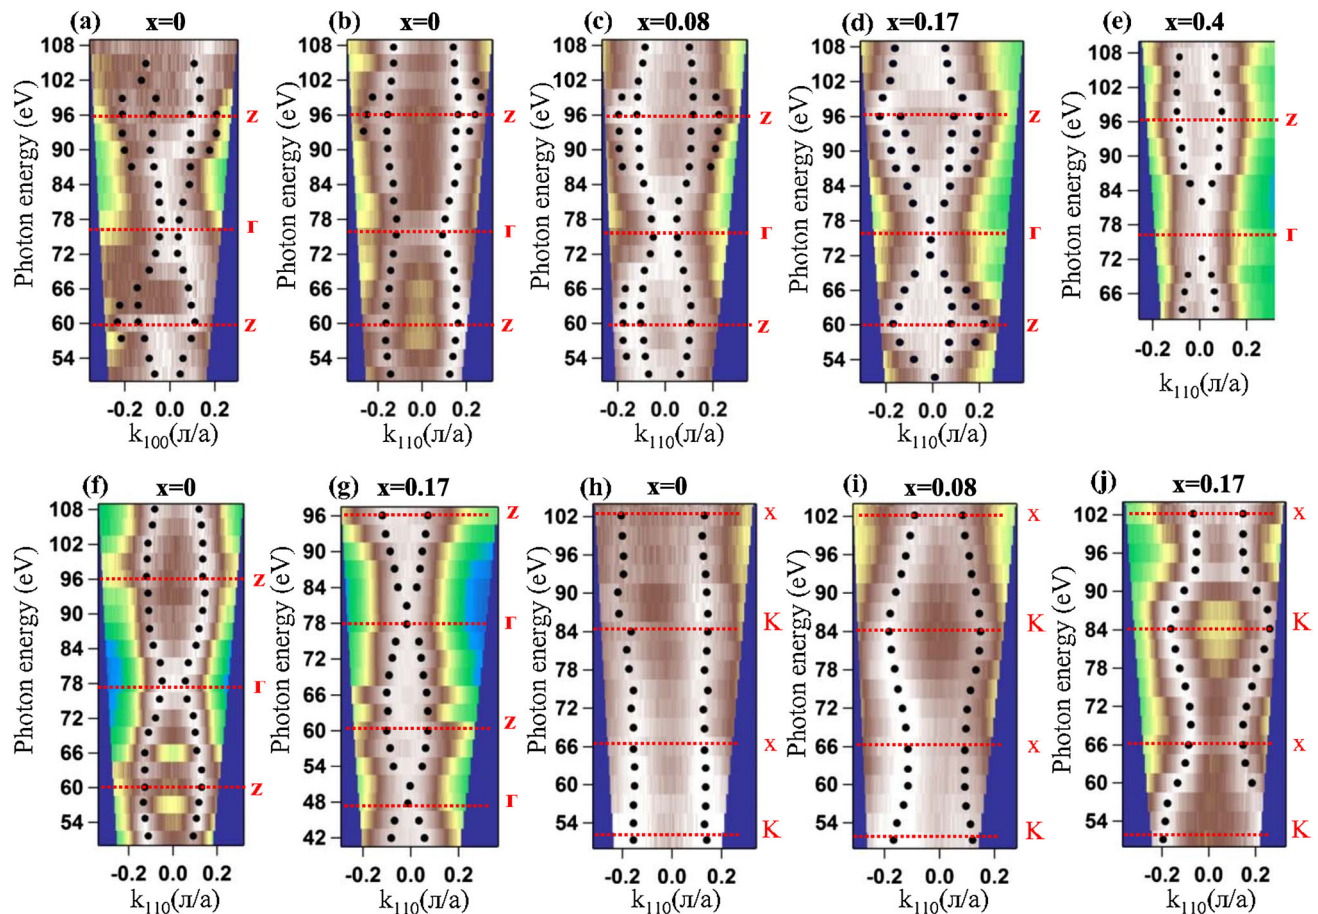 (a) x=0
Photon energy (eV)
108
102
96
90
84
78
72
66
60
54
Z
Γ
Z
-0.2 0.0 0.2
k100(π/a)
(b) x=0
Photon energy (eV)
108
102
96
90
84
78
72
66
60
54
Z
Γ
Z
-0.2 0.0 0.2
k110(π/a)
(c) x=0.08
Photon energy (eV)
108
102
96
90
84
78
72
66
60
54
Z
Γ
Z
-0.2 0.0 0.2
k110(π/a)
(d) x=0.17
Photon energy (eV)
108
102
96
90
84
78
72
66
60
54
Z
Γ
Z
-0.2 0.0 0.2
k110(π/a)
(e) x=0.4
Photon energy (eV)
108
102
96
90
84
78
72
66
Z
Γ
-0.2 0.0 0.2
k110(π/a)
(f) x=0
Photon energy (eV)
108
102
96
90
84
78
72
66
60
54
Z
Γ
Z
-0.2 0.0 0.2
k110(π/a)
(g) x=0.17
Photon energy (eV)
96
90
84
78
72
66
60
54
48
42
Z
Γ
Z
Γ
-0.2 0.0 0.2
k110(π/a)
(h) x=0
Photon energy (eV)
102
96
90
84
78
72
66
60
54
X
K
X
K
-0.2 0.0 0.2
k110(π/a)
(i) x=0.08
Photon energy (eV)
102
96
90
84
78
72
66
60
54
X
K
X
K
-0.2 0.0 0.2
k110(π/a)
(j) x=0.17
Photon energy (eV)
102
96
90
84
78
72
66
60
54
X
K
X
K
-0.2 0.0 0.2
k110(π/a)